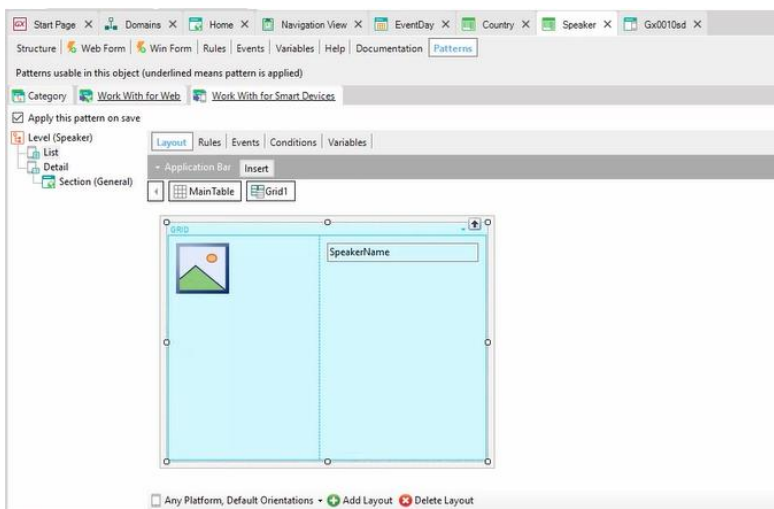 GX Start Page X Domains X Home X Navigation View X EventDay X Country X Speaker X Gx0010sd X
Structure Web Form Win Form Rules Events Variables Help Documentation Patterns
Patterns usable in this object (underlined means pattern is applied)
Category Work With for Web Work With for Smart Devices
Apply this pattern on save
Level (Speaker)
List
Detail
Section (General)
Layout Rules Events Conditions Variables
Application Bar Insert
MainTable Grid1
GRID
SpeakerName
Any Platform, Default Orientations Add Layout Delete Layout